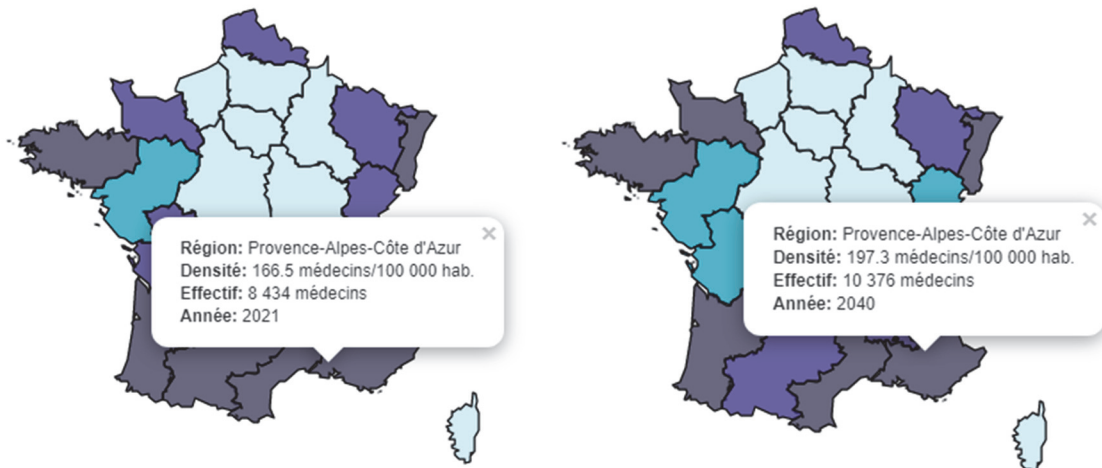 Région: Provence-Alpes-Côte d'Azur
Densité: 166.5 médecins/100 000 hab.
Effectif: 8 434 médecins
Année: 2021
Région: Provence-Alpes-Côte d'Azur
Densité: 197.3 médecins/100 000 hab.
Effectif: 10 376 médecins
Année: 2040